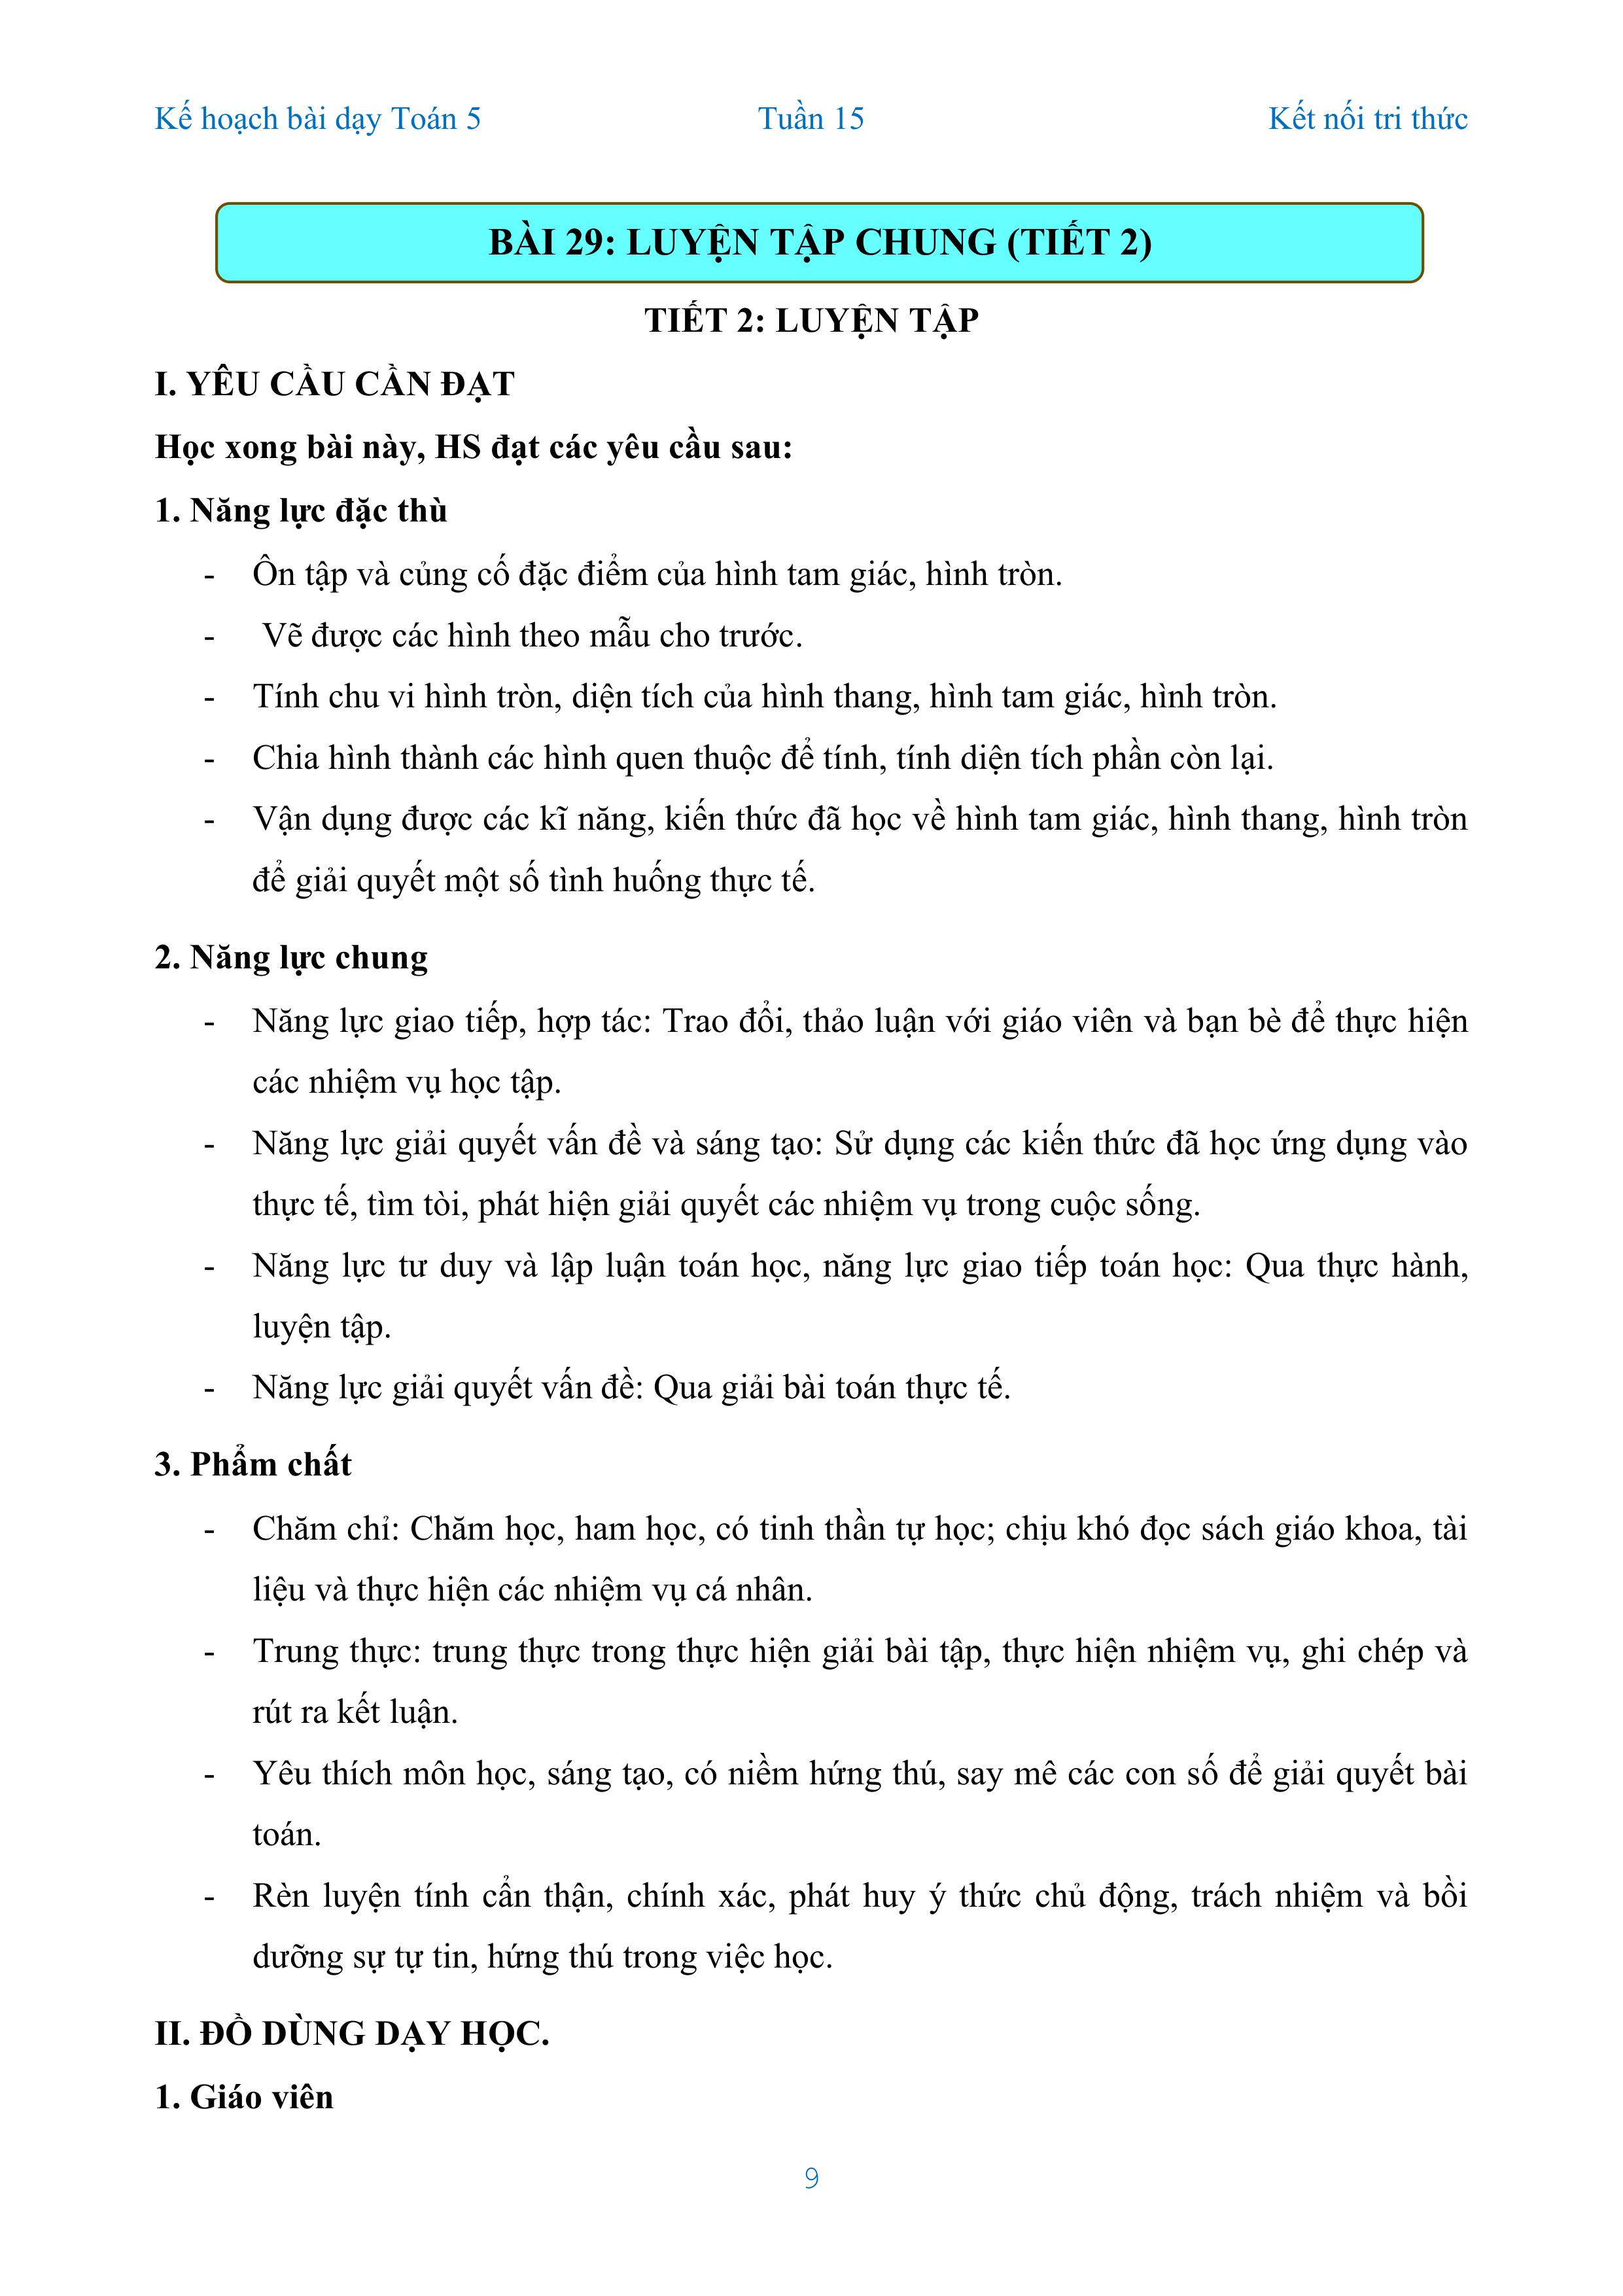 Kế hoạch bài dạy Toán 5 Tuần 15 Kết nối tri thức
BÀI 29: LUYỆN TẬP CHUNG (TIẾT 2)
TIẾT 2: LUYỆN TẬP
I. YÊU CẦU CẦN ĐẠT
Học xong bài này, HS đạt các yêu cầu sau:
1. Năng lực đặc thù
- Ôn tập và củng cố đặc điểm của hình tam giác, hình tròn.
- Vẽ được các hình theo mẫu cho trước.
- Tính chu vi hình tròn, diện tích của hình thang, hình tam giác, hình tròn.
- Chia hình thành các hình quen thuộc để tính, tính diện tích phần còn lại.
- Vận dụng được các kĩ năng, kiến thức đã học về hình tam giác, hình thang, hình tròn
để giải quyết một số tình huống thực tế.
2. Năng lực chung
- Năng lực giao tiếp, hợp tác: Trao đổi, thảo luận với giáo viên và bạn bè để thực hiện
các nhiệm vụ học tập.
- Năng lực giải quyết vấn đề và sáng tạo: Sử dụng các kiến thức đã học ứng dụng vào
thực tế, tìm tòi, phát hiện giải quyết các nhiệm vụ trong cuộc sống.
- Năng lực tư duy và lập luận toán học, năng lực giao tiếp toán học: Qua thực hành,
luyện tập.
- Năng lực giải quyết vấn đề: Qua giải bài toán thực tế.
3. Phẩm chất
- Chăm chỉ: Chăm học, ham học, có tinh thần tự học; chịu khó đọc sách giáo khoa, tài
liệu và thực hiện các nhiệm vụ cá nhân.
- Trung thực: trung thực trong thực hiện giải bài tập, thực hiện nhiệm vụ, ghi chép và
rút ra kết luận.
- Yêu thích môn học, sáng tạo, có niềm hứng thú, say mê các con số để giải quyết bài
toán.
- Rèn luyện tính cẩn thận, chính xác, phát huy ý thức chủ động, trách nhiệm và bồi
dưỡng sự tự tin, hứng thú trong việc học.
II. ĐỒ DÙNG DẠY HỌC.
1. Giáo viên
9